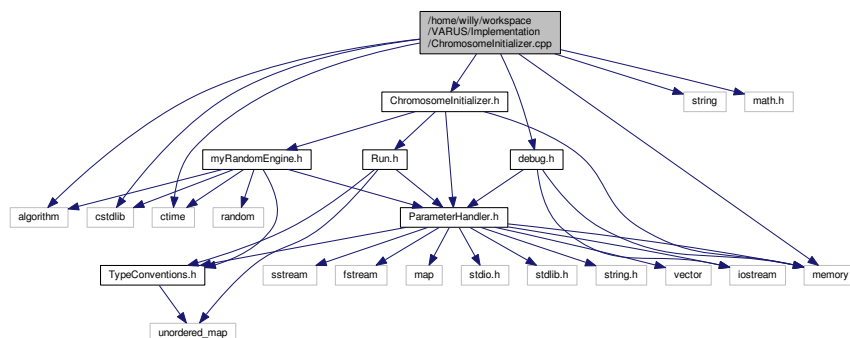 /home/willy/workspace
/VARUS/Implementation
/ChromosomeInitializer.cpp
ChromosomeInitializer.h
string
math.h
myRandomEngine.h
Run.h
debug.h
algorithm
cstdlib
ctime
random
ParameterHandler.h
TypeConventions.h
sstream
fstream
map
stdio.h
stdlib.h
string.h
vector
iostream
memory
unordered_map